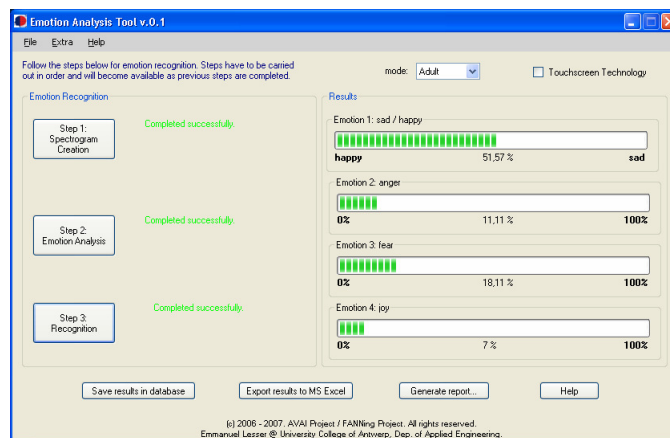 Emotion Analysis Tool v.0.1
File Extra Help
Follow the steps below for emotion recognition. Steps have to be carried
out in order and will become available as previous steps are completed.
mode: Adult
Touchscreen Technology
Emotion Recognition
Step 1:
Spectrogram
Creation
Completed successfully.
Step 2:
Emotion Analysis
Completed successfully.
Step 3:
Recognition
Completed successfully.
Results
Emotion 1: sad / happy
happy 51,57 % sad
Emotion 2: anger
0% 11,11 % 100%
Emotion 3: fear
0% 18,11 % 100%
Emotion 4: joy
0% 7 % 100%
Save results in database
Export results to MS Excel
Generate report...
Help
(c) 2006 - 2007. AVAI Project / FANNing Project. All rights reserved.
Emmanuel Lesser @ University College of Antwerp, Dep. of Applied Engineering.